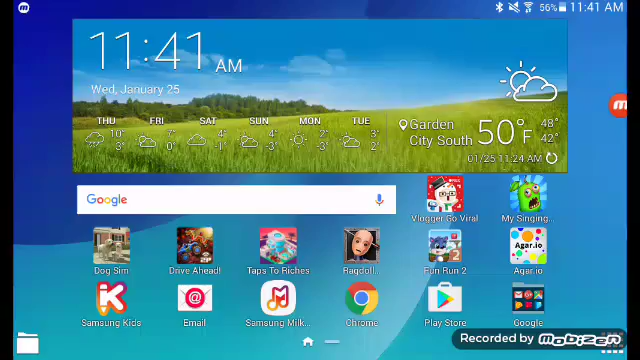 56% 11:41 AM
11:41 AM
Wed, January 25
THU FRI SAT SUN MON TUE
10° 7° 4° 4° 2° 3°
3° 0° -1° -3° -3° 2°
Garden City South
50°F
48°
42°
01/25 11:24 AM
Google
Vlogger Go Viral
My Singing..
Dog Sim
Drive Ahead!
Taps To Riches
Ragdoll..
Fun Run 2
Agar.io
Agar.io
Samsung Kids
Email
Samsung Milk..
Chrome
Play Store
Google
Recorded by mobizen